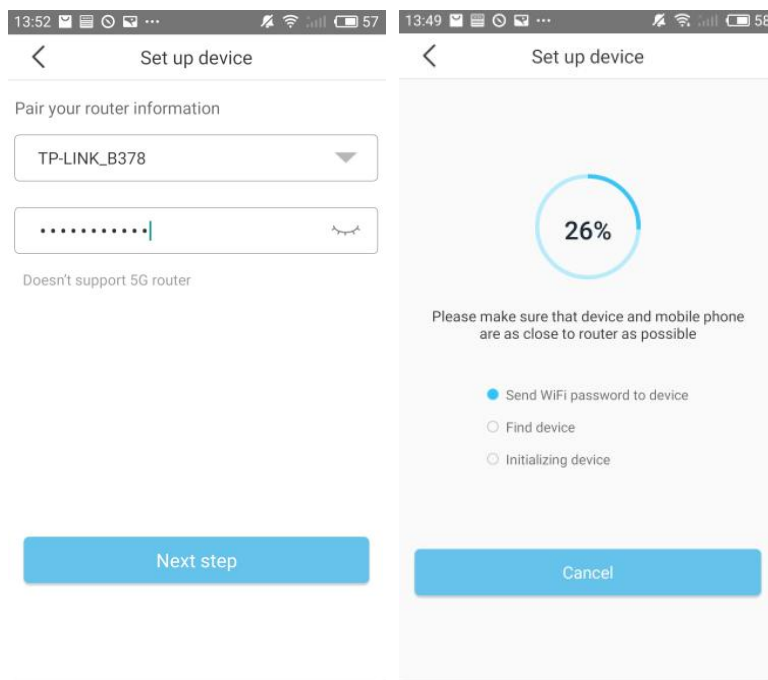 13:52 57
Set up device
Pair your router information
TP-LINK_B378
•••••••••••
Doesn't support 5G router
Next step
13:49 58
Set up device
26%
Please make sure that device and mobile phone
are as close to router as possible
Send WiFi password to device
Find device
Initializing device
Cancel